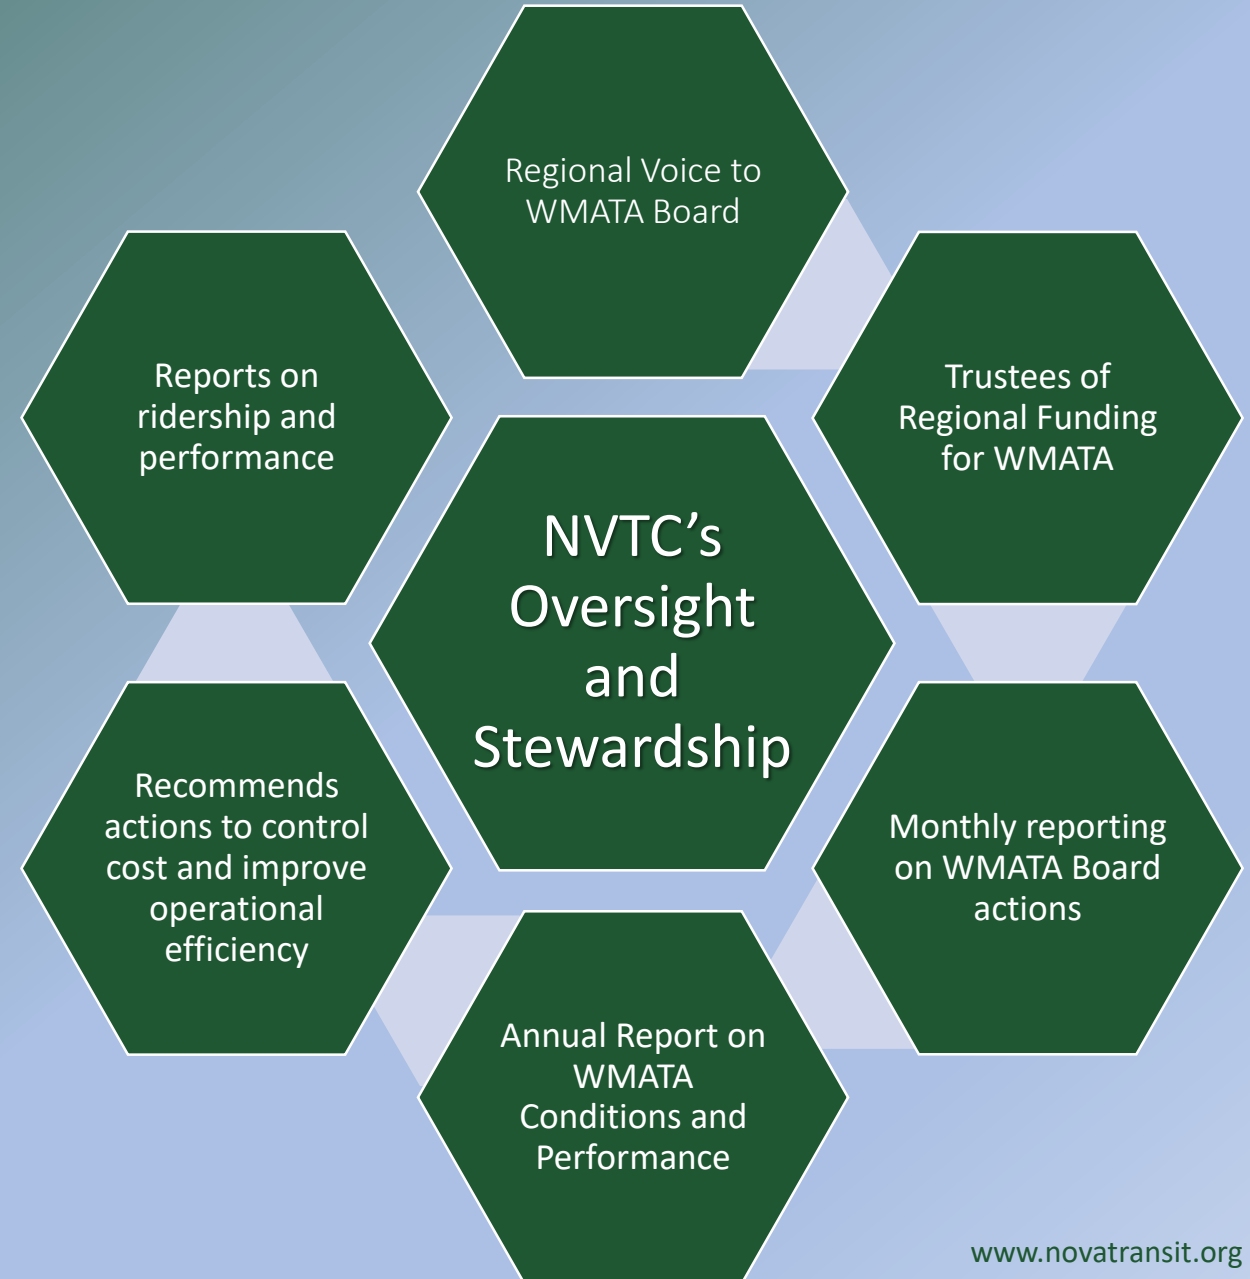 Regional Voice to
WMATA Board
Trustees of
Regional Funding
for WMATA
Monthly reporting
on WMATA Board
actions
Annual Report on
WMATA
Conditions and
Performance
Recommends
actions to control
cost and improve
operational
efficiency
Reports on
ridership and
performance
NVTC’s
Oversight
and
Stewardship
www.novatransit.org